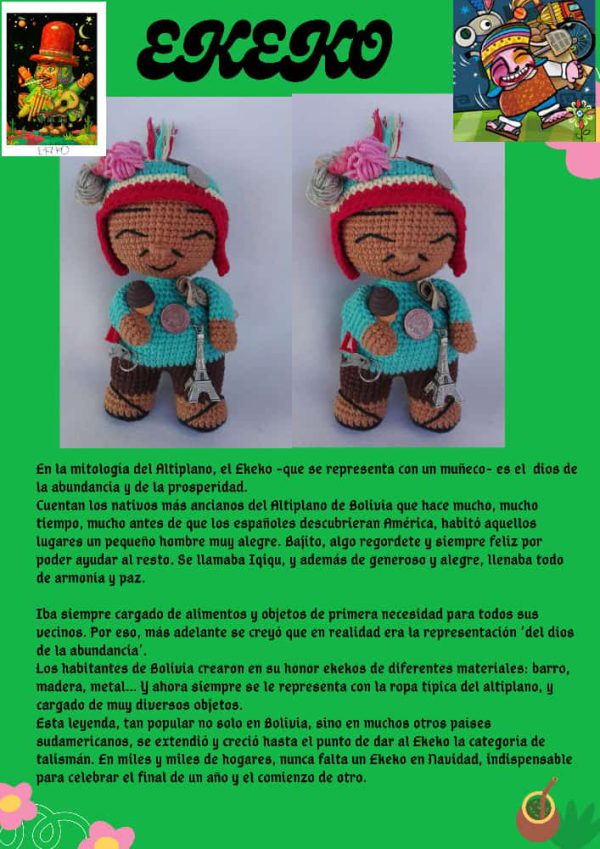 EKEKO
EKEKO
En la mitología del Altiplano, el Ekeko -que se representa con un muñeco- es el dios de
la abundancia y de la prosperidad.
Cuentan los nativos más ancianos del Altiplano de Bolivia que hace mucho, mucho
tiempo, mucho antes de que los españoles descubrieran América, habitó aquellos
lugares un pequeño hombre muy alegre. Bajito, algo regordete y siempre feliz por
poder ayudar al resto. Se llamaba Iqiqu, y además de generoso y alegre, llenaba todo
de armonía y paz.
Iba siempre cargado de alimentos y objetos de primera necesidad para todos sus
vecinos. Por eso, más adelante se creyó que en realidad era la representación 'del dios
de la abundancia'.
Los habitantes de Bolivia crearon en su honor ekekos de diferentes materiales: barro,
madera, metal... Y ahora siempre se le representa con la ropa típica del altiplano, y
cargado de muy diversos objetos.
Esta leyenda, tan popular no solo en Bolivia, sino en muchos otros países
sudamericanos, se extendió y creció hasta el punto de dar al Ekeko la categoría de
talismán. En miles y miles de hogares, nunca falta un Ekeko en Navidad, indispensable
para celebrar el final de un año y el comienzo de otro.